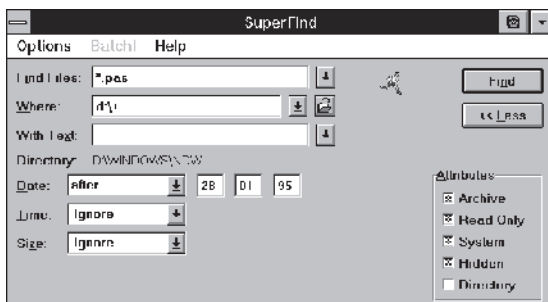 SuperFind
Options Batch! Help
Find Files: *.pas
Find
Where:
<< Less
With Text:
Directory:
Date: after 28 01 95
Attributes
Time: Ignore
Archive
Read Only
Size: Ignore
System
Hidden
Directory